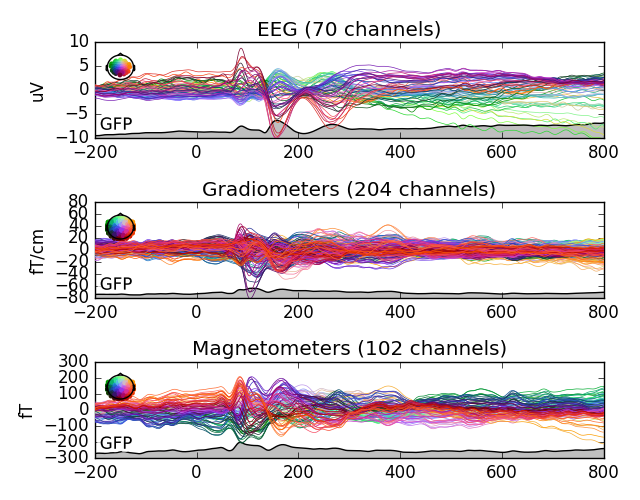 EEG (70 channels)
10
5
0
−5
−10
uV
GFP
−200 0 200 400 600 800
Gradiometers (204 channels)
80
60
40
20
0
−20
−40
−60
−80
fT/cm
GFP
−200 0 200 400 600 800
Magnetometers (102 channels)
300
200
100
0
−100
−200
−300
fT
GFP
−200 0 200 400 600 800